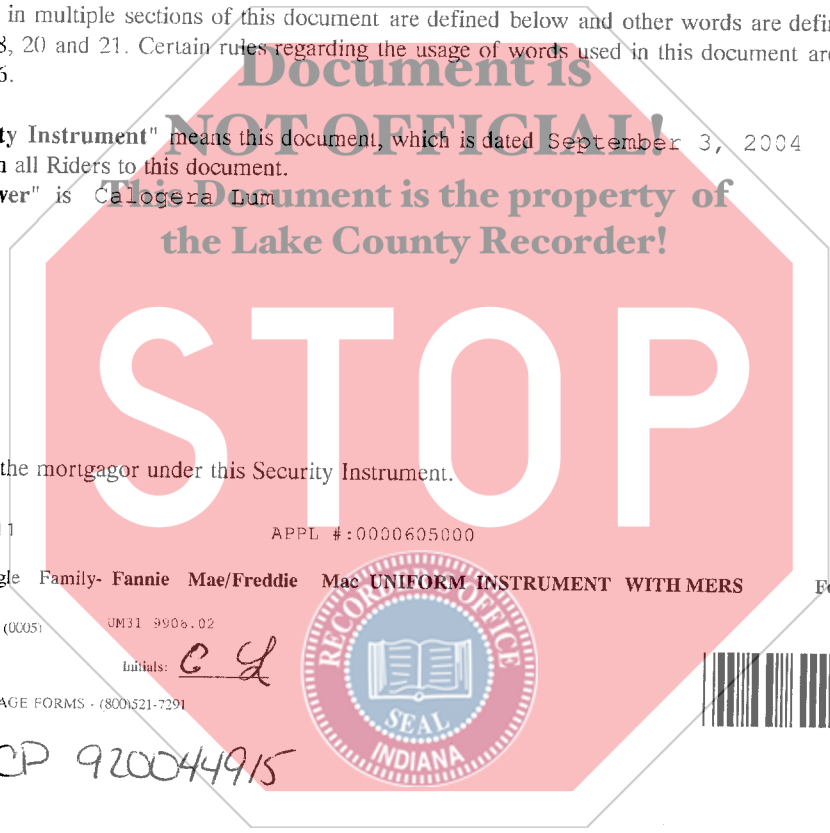 in multiple sections of this document are defined below and other words are defin
8, 20 and 21. Certain rules regarding the usage of words used in this document are
6.
Document is
NOT OFFICIAL!
ty Instrument" means this document, which is dated September 3, 2004
all Riders to this document.
wer" is Calogera Lum
This Document is the property of
the Lake County Recorder!
STOP
the mortgagor under this Security Instrument.
APPL #:0000605000
gle Family- Fannie Mae/Freddie Mac UNIFORM INSTRUMENT WITH MERS
(0005)
UM31 9906.02
Initials: C L
AGE FORMS - (800)521-7291
RECORDER'S OFFICE
SEAL
INDIANA
CP 920044915